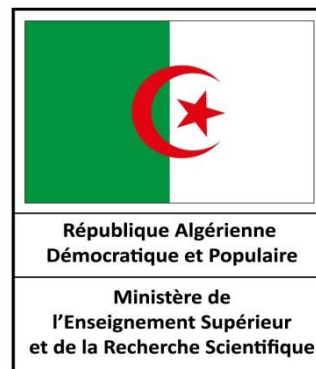 République Algérienne
Démocratique et Populaire
Ministère de
l'Enseignement Supérieur
et de la Recherche Scientifique